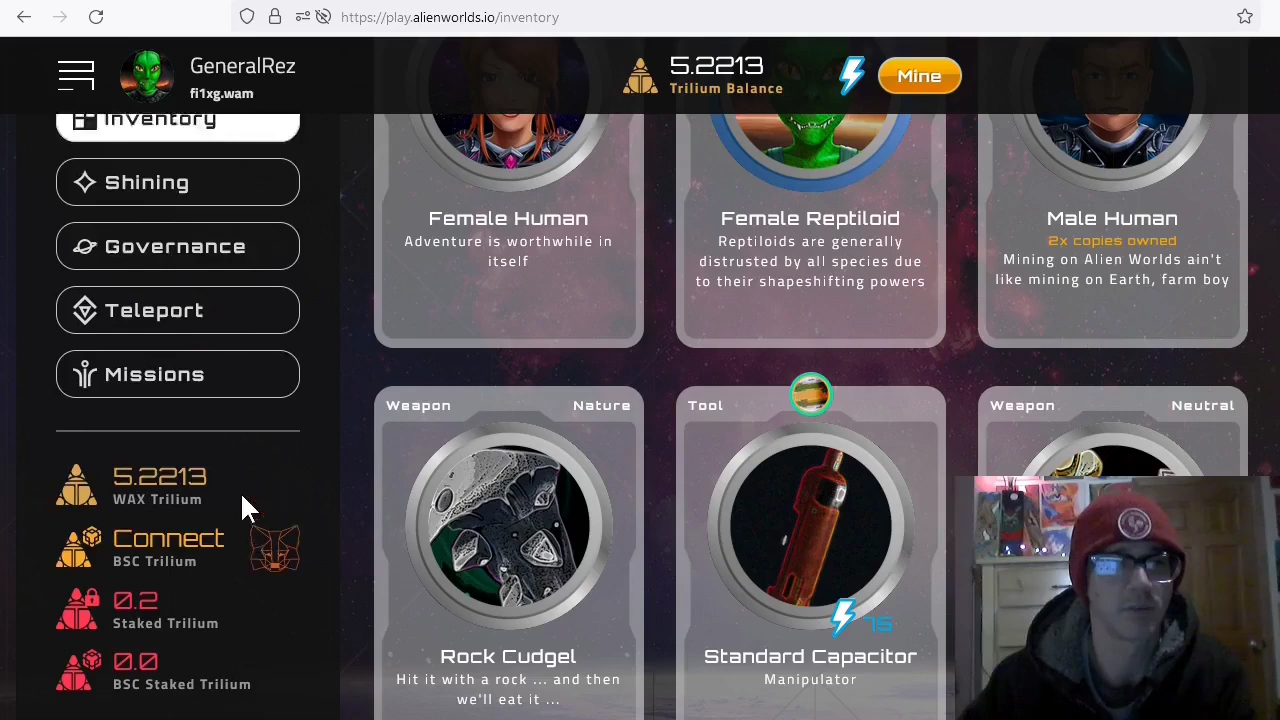 https://play.alienworlds.io/inventory
GeneralRez
fi1xg.wam
5.2213
Trilium Balance
Mine
Inventory
Shining
Governance
Teleport
Missions
5.2213
WAX Trilium
Connect
BSC Trilium
0.2
Staked Trilium
0.0
BSC Staked Trilium
Female Human
Adventure is worthwhile in
itself
Female Reptiloid
Reptiloids are generally
distrusted by all species due
to their shapeshifting powers
Male Human
2x copies owned
Mining on Alien Worlds ain't
like mining on Earth, farm boy
Weapon Nature
Rock Cudgel
Hit it with a rock ... and then
we'll eat it ...
Tool
75
Standard Capacitor
Manipulator
Weapon Neutral